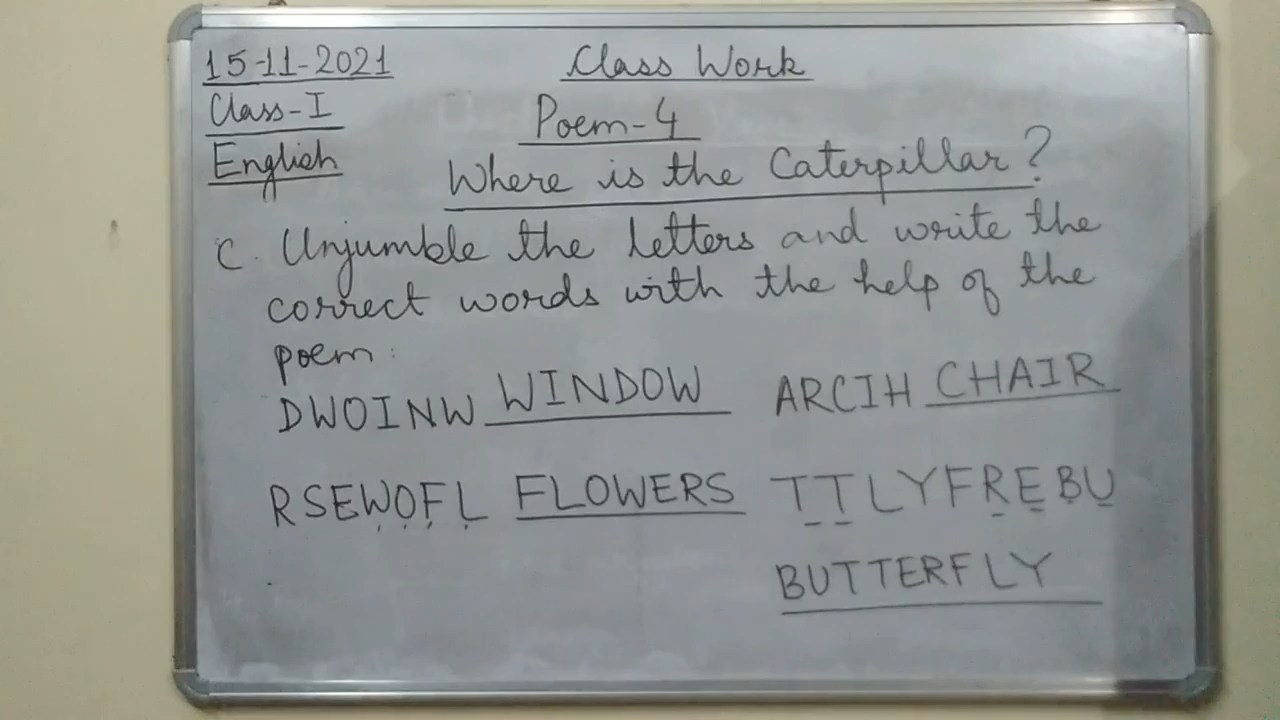 15-11-2021 Class Work
Class-I Poem-4
English Where is the Caterpillar?
C. Unjumble the letters and write the
correct words with the help of the
poem:
DWOINW WINDOW ARCIH CHAIR
RSEWOFL FLOWERS TTLYFREBU
BUTTERFLY